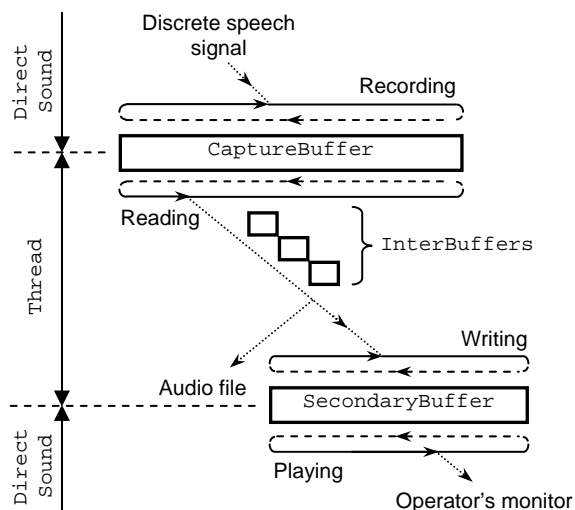 Discrete speech
signal
Direct
Sound
Recording
CaptureBuffer
Reading
InterBuffers
Thread
Writing
Audio file
SecondaryBuffer
Direct
Sound
Playing
Operator's monitor